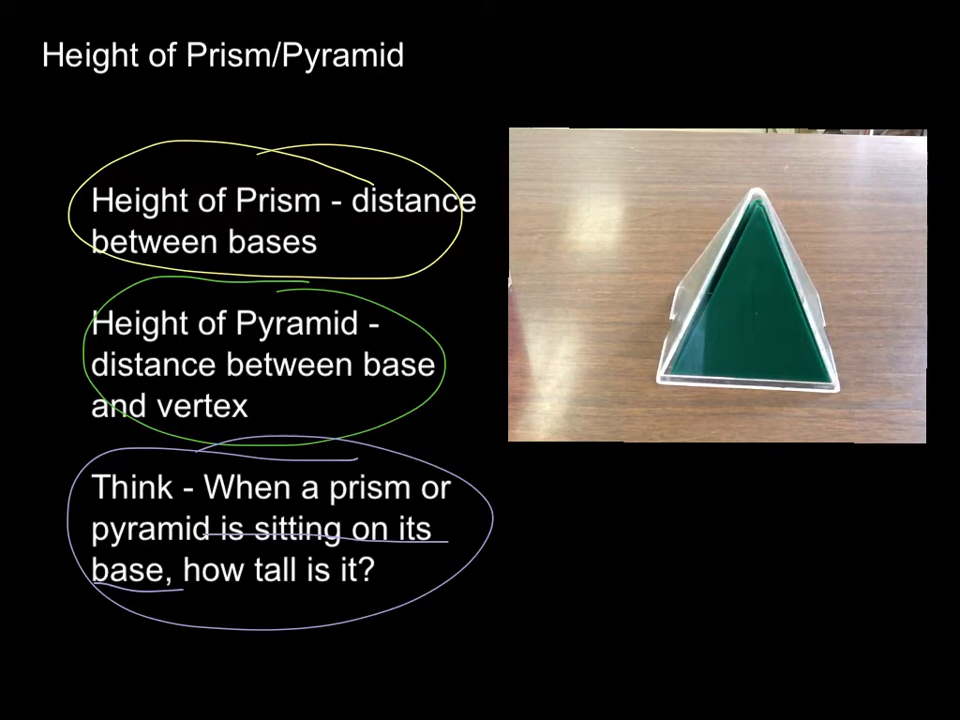 Height of Prism/Pyramid
Height of Prism - distance
between bases
Height of Pyramid -
distance between base
and vertex
Think - When a prism or
pyramid is sitting on its
base, how tall is it?